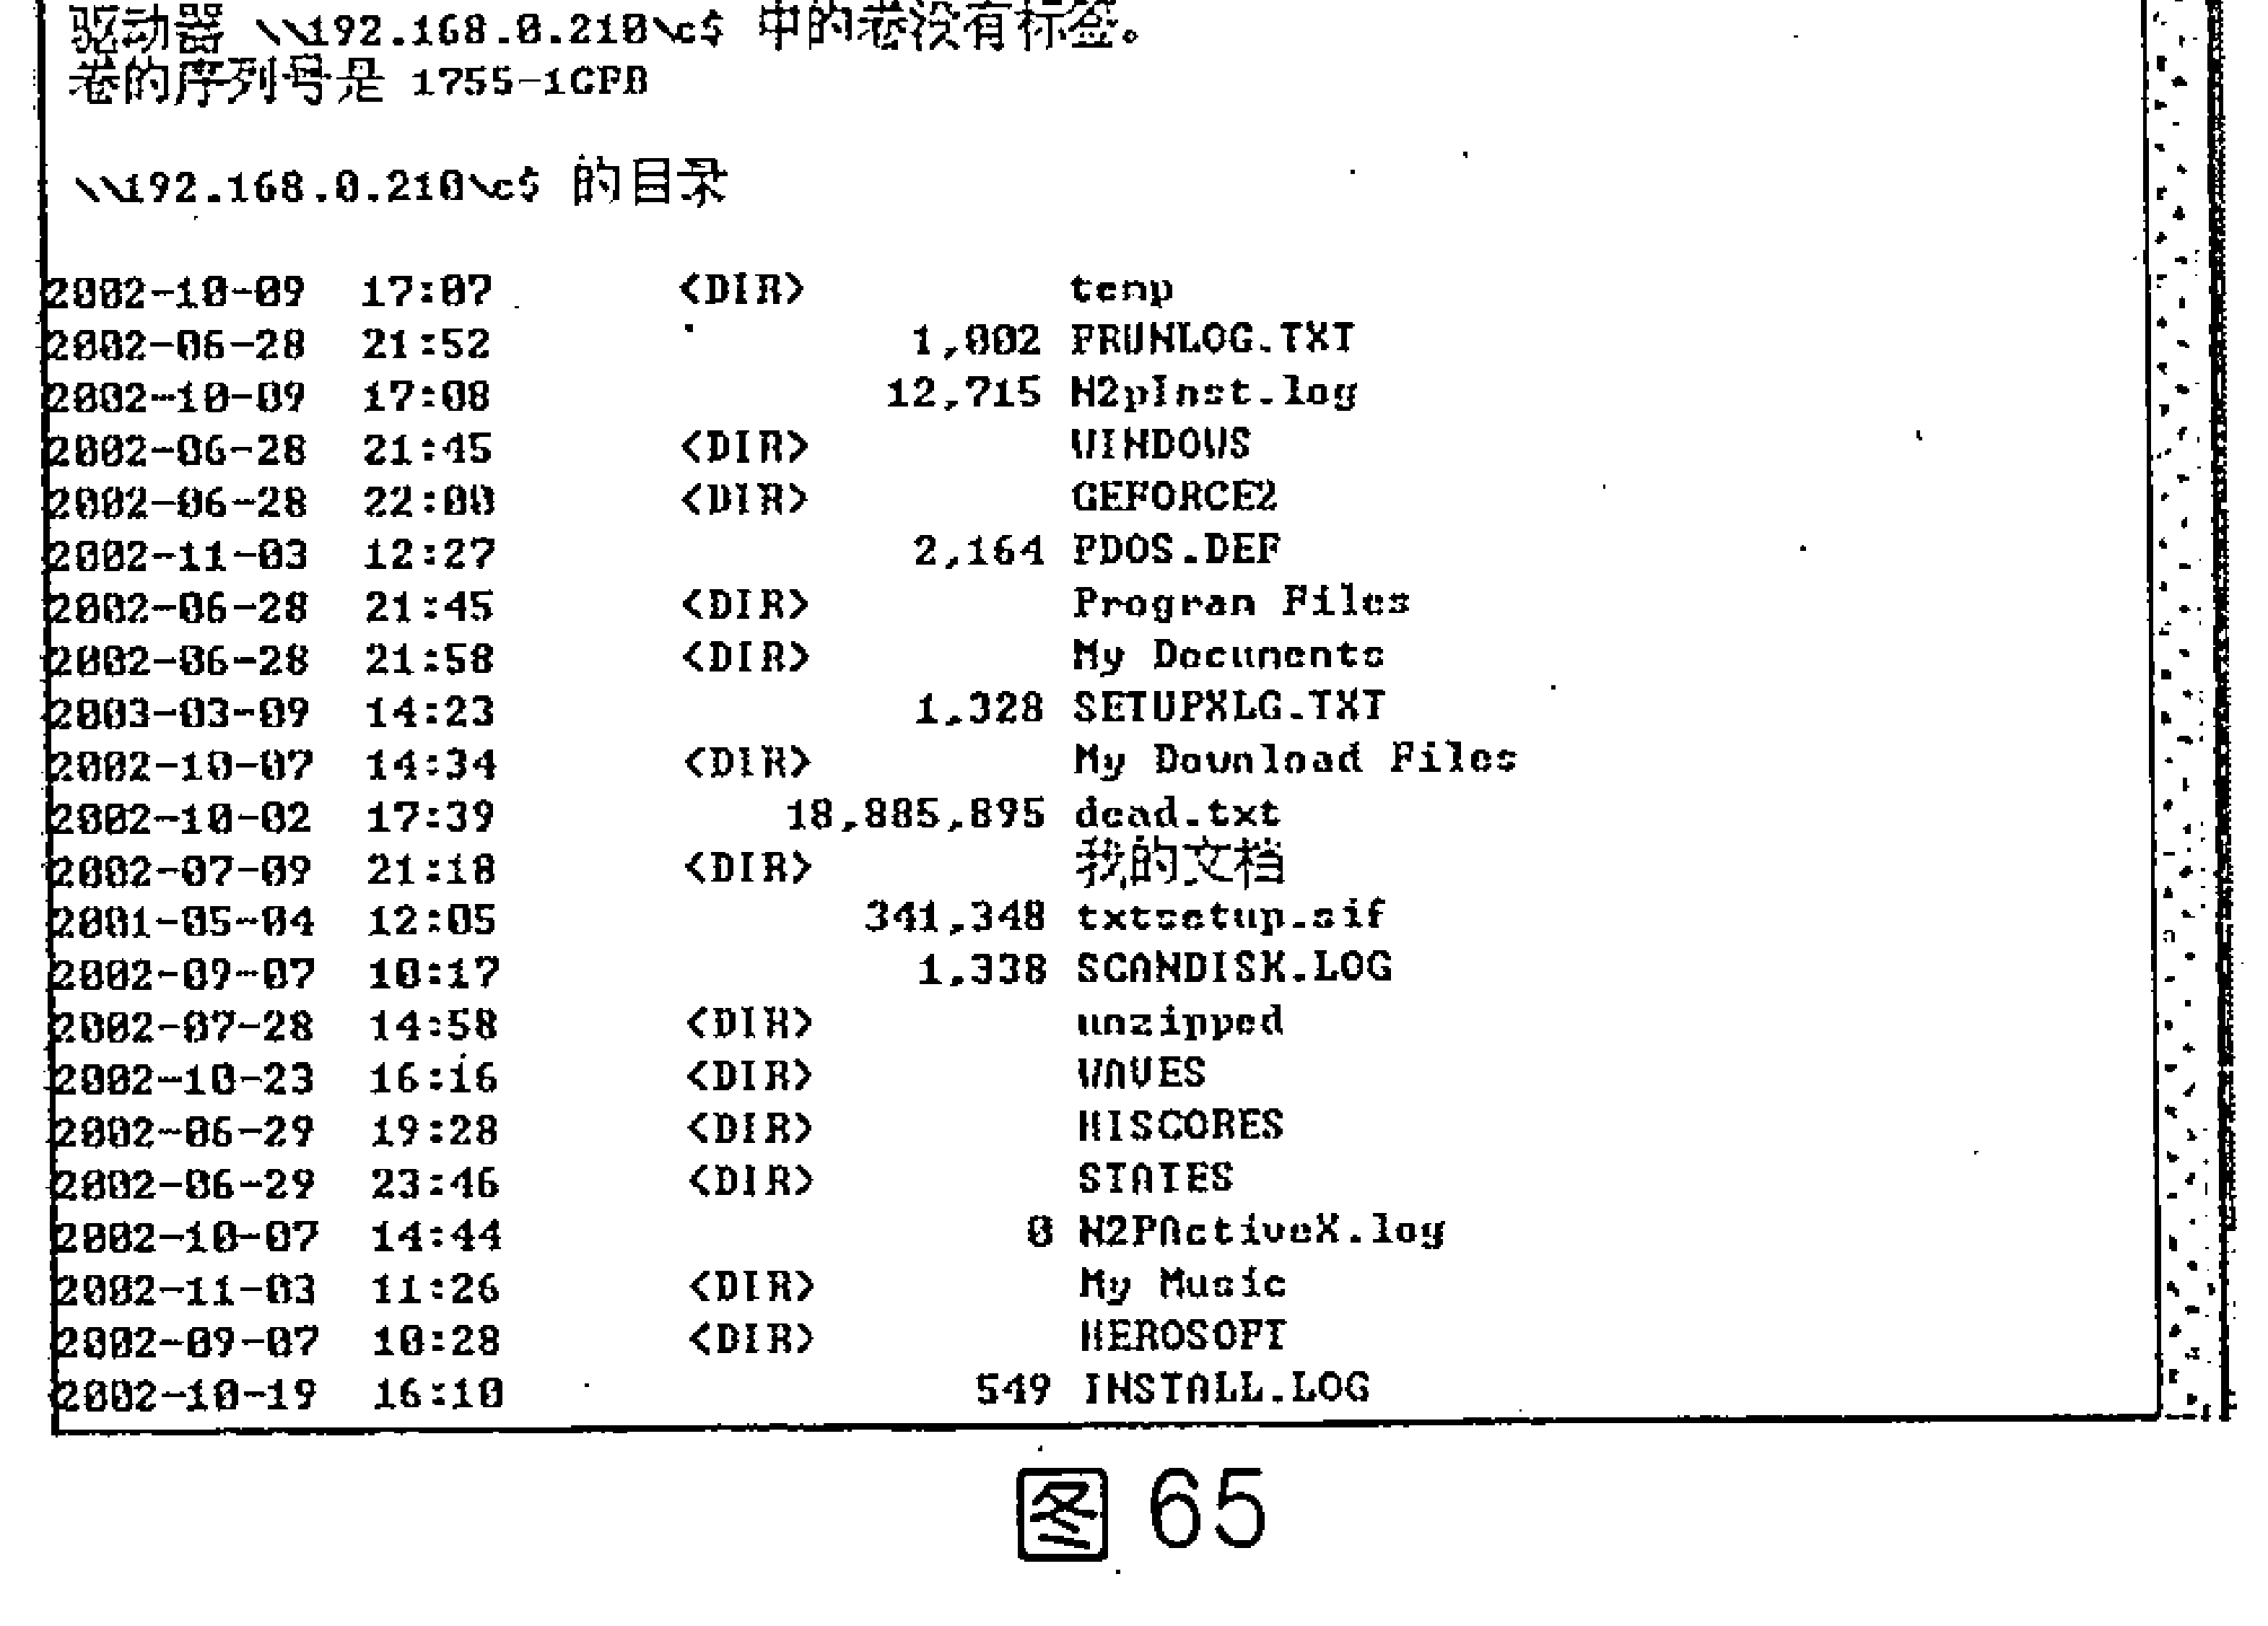 驱动器 \\192.168.0.210\c$ 中的卷没有标签。
卷的序列号是
\\192.168.0.210\c$ 的目录
2002-10-09 17:07 <DIR> temp
2002-06-28 21:52 1,002 FRUNLOG.TXT
2002-10-09 17:08 12,715 N2pInst.log
2002-06-28 21:45 <DIR> WINDOWS
2002-06-28 22:00 <DIR> GEFORCE2
2002-11-03 12:27 2,164 PDOS.DEF
2002-06-28 21:45 <DIR> Program Files
2002-06-28 21:58 <DIR> My Documents
2003-03-09 14:23 1,328 SETUPXLG.TXT
2002-10-07 14:34 <DIR> My Download Files
2002-10-02 17:39 18,885,895 dead.txt
2002-07-09 21:18 <DIR> 我的文档
2001-05-04 12:05 341,348 txtsetup.sif
2002-09-07 10:17 1,338 SCANDISK.LOG
2002-07-28 14:58 <DIR> unzipped
2002-10-23 16:16 <DIR> WAVES
2002-06-29 19:28 <DIR> HISCORES
2002-06-29 23:46 <DIR> STATES
2002-10-07 14:44 0 N2PActiveX.log
2002-11-03 11:26 <DIR> My Music
2002-09-07 10:28 <DIR> HEROSOFT
2002-10-19 16:10 549 INSTALL.LOG
图 65